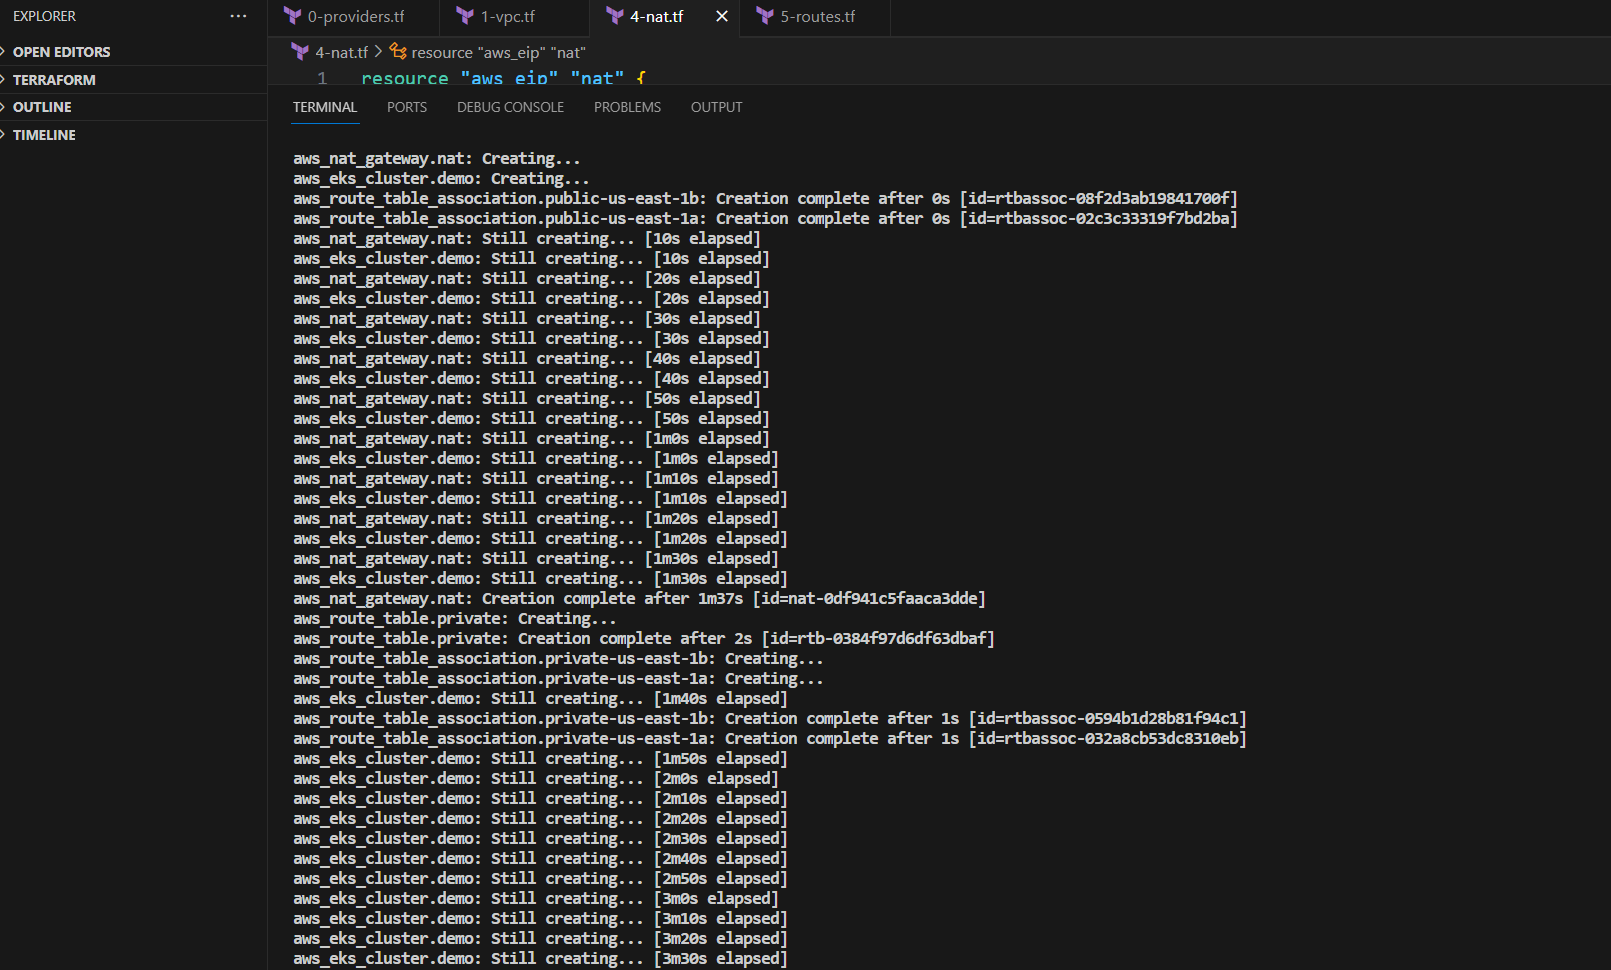 EXPLORER ...
OPEN EDITORS
TERRAFORM
OUTLINE
TIMELINE
0-providers.tf 1-vpc.tf 4-nat.tf 5-routes.tf
4-nat.tf > resource "aws_eip" "nat"
1 resource "aws_eip" "nat" {
TERMINAL PORTS DEBUG CONSOLE PROBLEMS OUTPUT
aws_nat_gateway.nat: Creating...
aws_eks_cluster.demo: Creating...
aws_route_table_association.public-us-east-1b: Creation complete after 0s [id=rtbassoc-08f2d3ab19841700f]
aws_route_table_association.public-us-east-1a: Creation complete after 0s [id=rtbassoc-02c3c33319f7bd2ba]
aws_nat_gateway.nat: Still creating... [10s elapsed]
aws_eks_cluster.demo: Still creating... [10s elapsed]
aws_nat_gateway.nat: Still creating... [20s elapsed]
aws_eks_cluster.demo: Still creating... [20s elapsed]
aws_nat_gateway.nat: Still creating... [30s elapsed]
aws_eks_cluster.demo: Still creating... [30s elapsed]
aws_nat_gateway.nat: Still creating... [40s elapsed]
aws_eks_cluster.demo: Still creating... [40s elapsed]
aws_nat_gateway.nat: Still creating... [50s elapsed]
aws_eks_cluster.demo: Still creating... [50s elapsed]
aws_nat_gateway.nat: Still creating... [1m0s elapsed]
aws_eks_cluster.demo: Still creating... [1m0s elapsed]
aws_nat_gateway.nat: Still creating... [1m10s elapsed]
aws_eks_cluster.demo: Still creating... [1m10s elapsed]
aws_nat_gateway.nat: Still creating... [1m20s elapsed]
aws_eks_cluster.demo: Still creating... [1m20s elapsed]
aws_nat_gateway.nat: Still creating... [1m30s elapsed]
aws_eks_cluster.demo: Still creating... [1m30s elapsed]
aws_nat_gateway.nat: Creation complete after 1m37s [id=nat-0df941c5faaca3dde]
aws_route_table.private: Creating...
aws_route_table.private: Creation complete after 2s [id=rtb-0384f97d6df63dbaf]
aws_route_table_association.private-us-east-1b: Creating...
aws_route_table_association.private-us-east-1a: Creating...
aws_eks_cluster.demo: Still creating... [1m40s elapsed]
aws_route_table_association.private-us-east-1b: Creation complete after 1s [id=rtbassoc-0594b1d28b81f94c1]
aws_route_table_association.private-us-east-1a: Creation complete after 1s [id=rtbassoc-032a8cb53dc8310eb]
aws_eks_cluster.demo: Still creating... [1m50s elapsed]
aws_eks_cluster.demo: Still creating... [2m0s elapsed]
aws_eks_cluster.demo: Still creating... [2m10s elapsed]
aws_eks_cluster.demo: Still creating... [2m20s elapsed]
aws_eks_cluster.demo: Still creating... [2m30s elapsed]
aws_eks_cluster.demo: Still creating... [2m40s elapsed]
aws_eks_cluster.demo: Still creating... [2m50s elapsed]
aws_eks_cluster.demo: Still creating... [3m0s elapsed]
aws_eks_cluster.demo: Still creating... [3m10s elapsed]
aws_eks_cluster.demo: Still creating... [3m20s elapsed]
aws_eks_cluster.demo: Still creating... [3m30s elapsed]